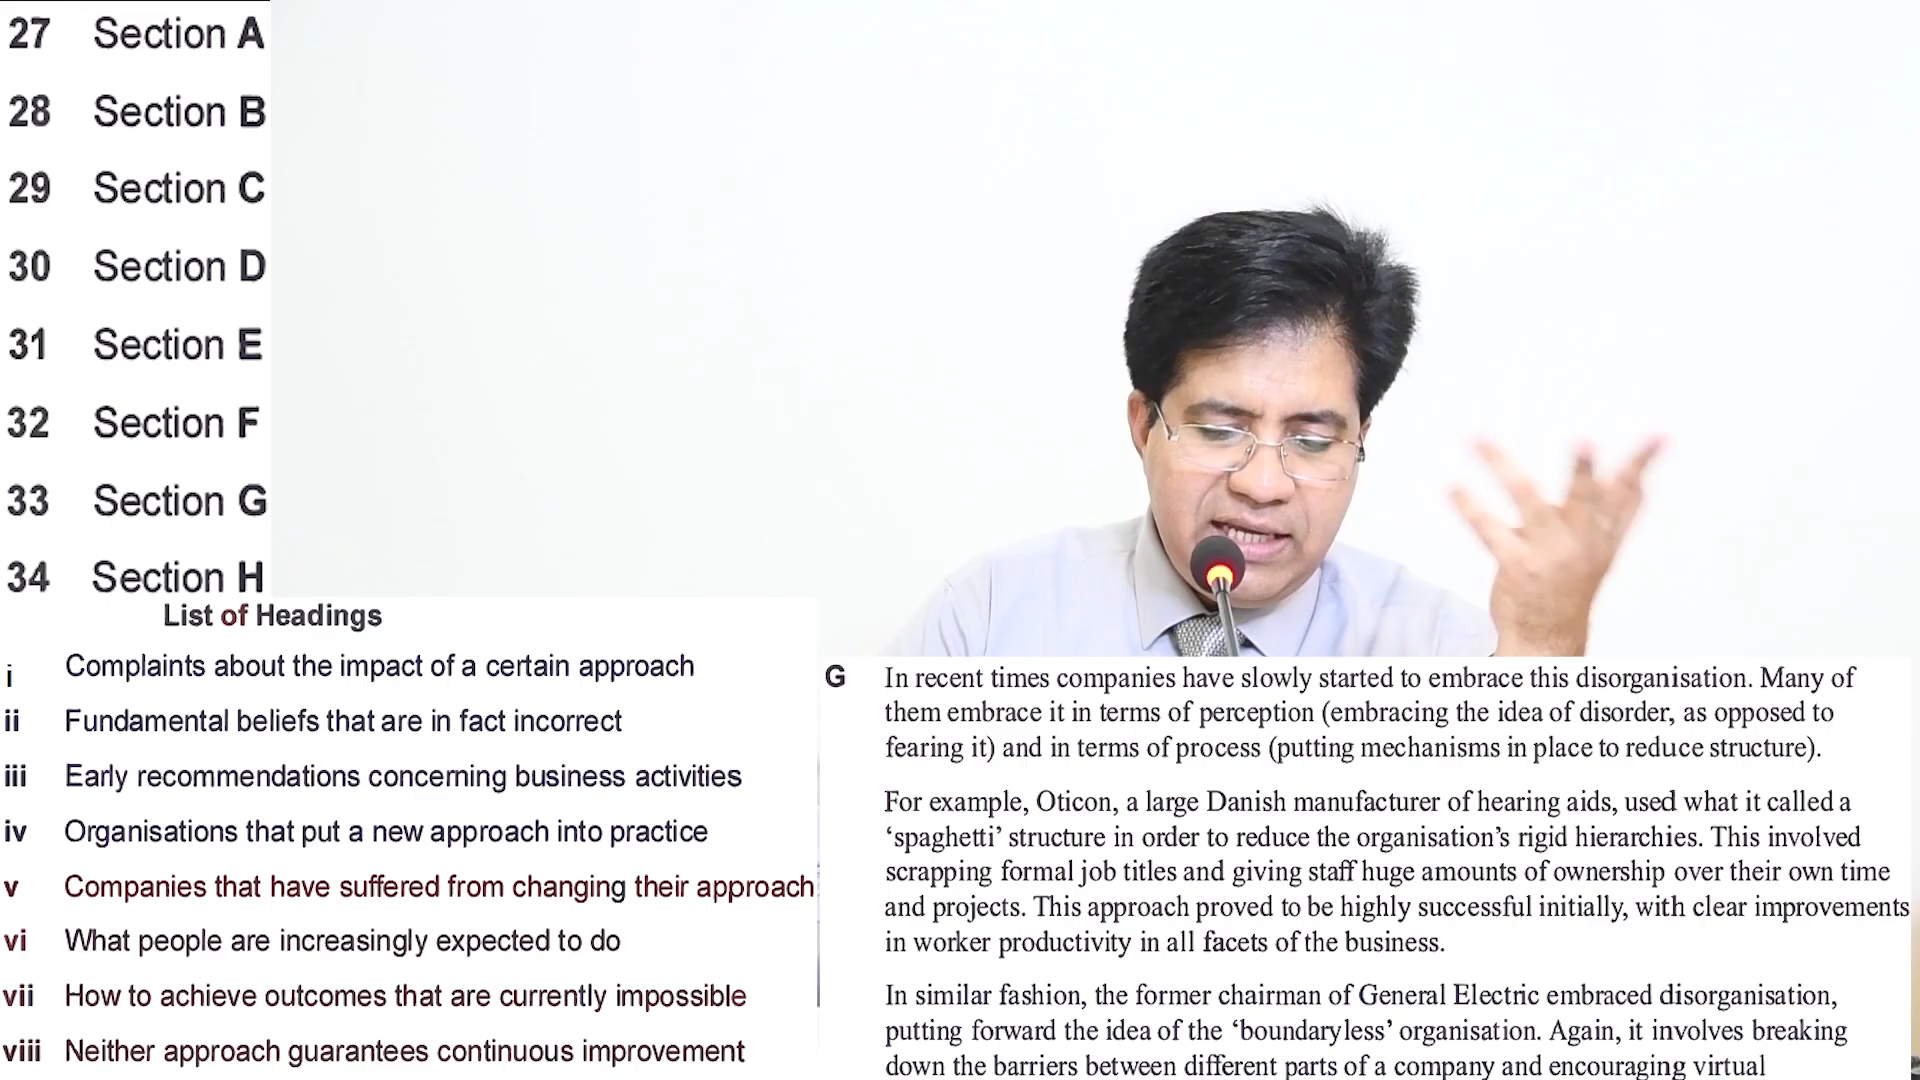 27 Section A
28 Section B
29 Section C
30 Section D
31 Section E
32 Section F
33 Section G
34 Section H
List of Headings
i Complaints about the impact of a certain approach
ii Fundamental beliefs that are in fact incorrect
iii Early recommendations concerning business activities
iv Organisations that put a new approach into practice
v Companies that have suffered from changing their approach
vi What people are increasingly expected to do
vii How to achieve outcomes that are currently impossible
viii Neither approach guarantees continuous improvement
G In recent times companies have slowly started to embrace this disorganisation. Many of
them embrace it in terms of perception (embracing the idea of disorder, as opposed to
fearing it) and in terms of process (putting mechanisms in place to reduce structure).
For example, Oticon, a large Danish manufacturer of hearing aids, used what it called a
‘spaghetti’ structure in order to reduce the organisation’s rigid hierarchies. This involved
scrapping formal job titles and giving staff huge amounts of ownership over their own time
and projects. This approach proved to be highly successful initially, with clear improvements
in worker productivity in all facets of the business.
In similar fashion, the former chairman of General Electric embraced disorganisation,
putting forward the idea of the ‘boundaryless’ organisation. Again, it involves breaking
down the barriers between different parts of a company and encouraging virtual